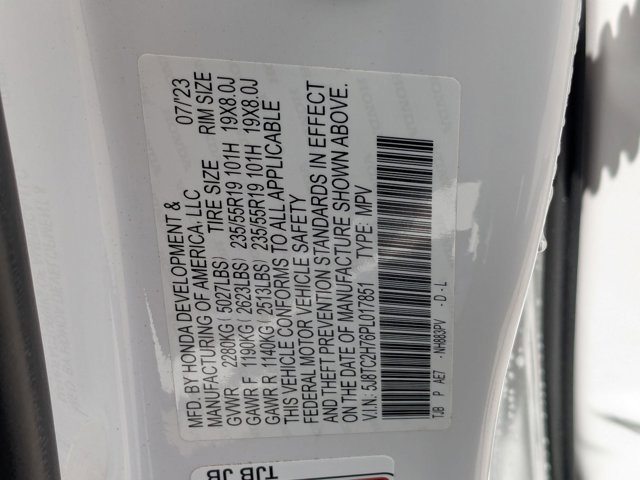 MFD. BY HONDA DEVELOPMENT & 07/'23
MANUFACTURING OF AMERICA, LLC
TIRE SIZE RIM SIZE
GVWR 2280KG (5027LBS)
GAWR F 1190KG (2623LBS) 235/55R19 101H 19X8.0J
GAWR R 1140KG (2513LBS) 235/55R19 101H 19X8.0J
THIS VEHICLE CONFORMS TO ALL APPLICABLE
FEDERAL MOTOR VEHICLE SAFETY
AND THEFT PREVENTION STANDARDS IN EFFECT
ON THE DATE OF MANUFACTURE SHOWN ABOVE.
V.I.N: 5J8TC2H76PL017851 TYPE: MPV
TJB P AE7 NH883PV - D - L
TJB JB